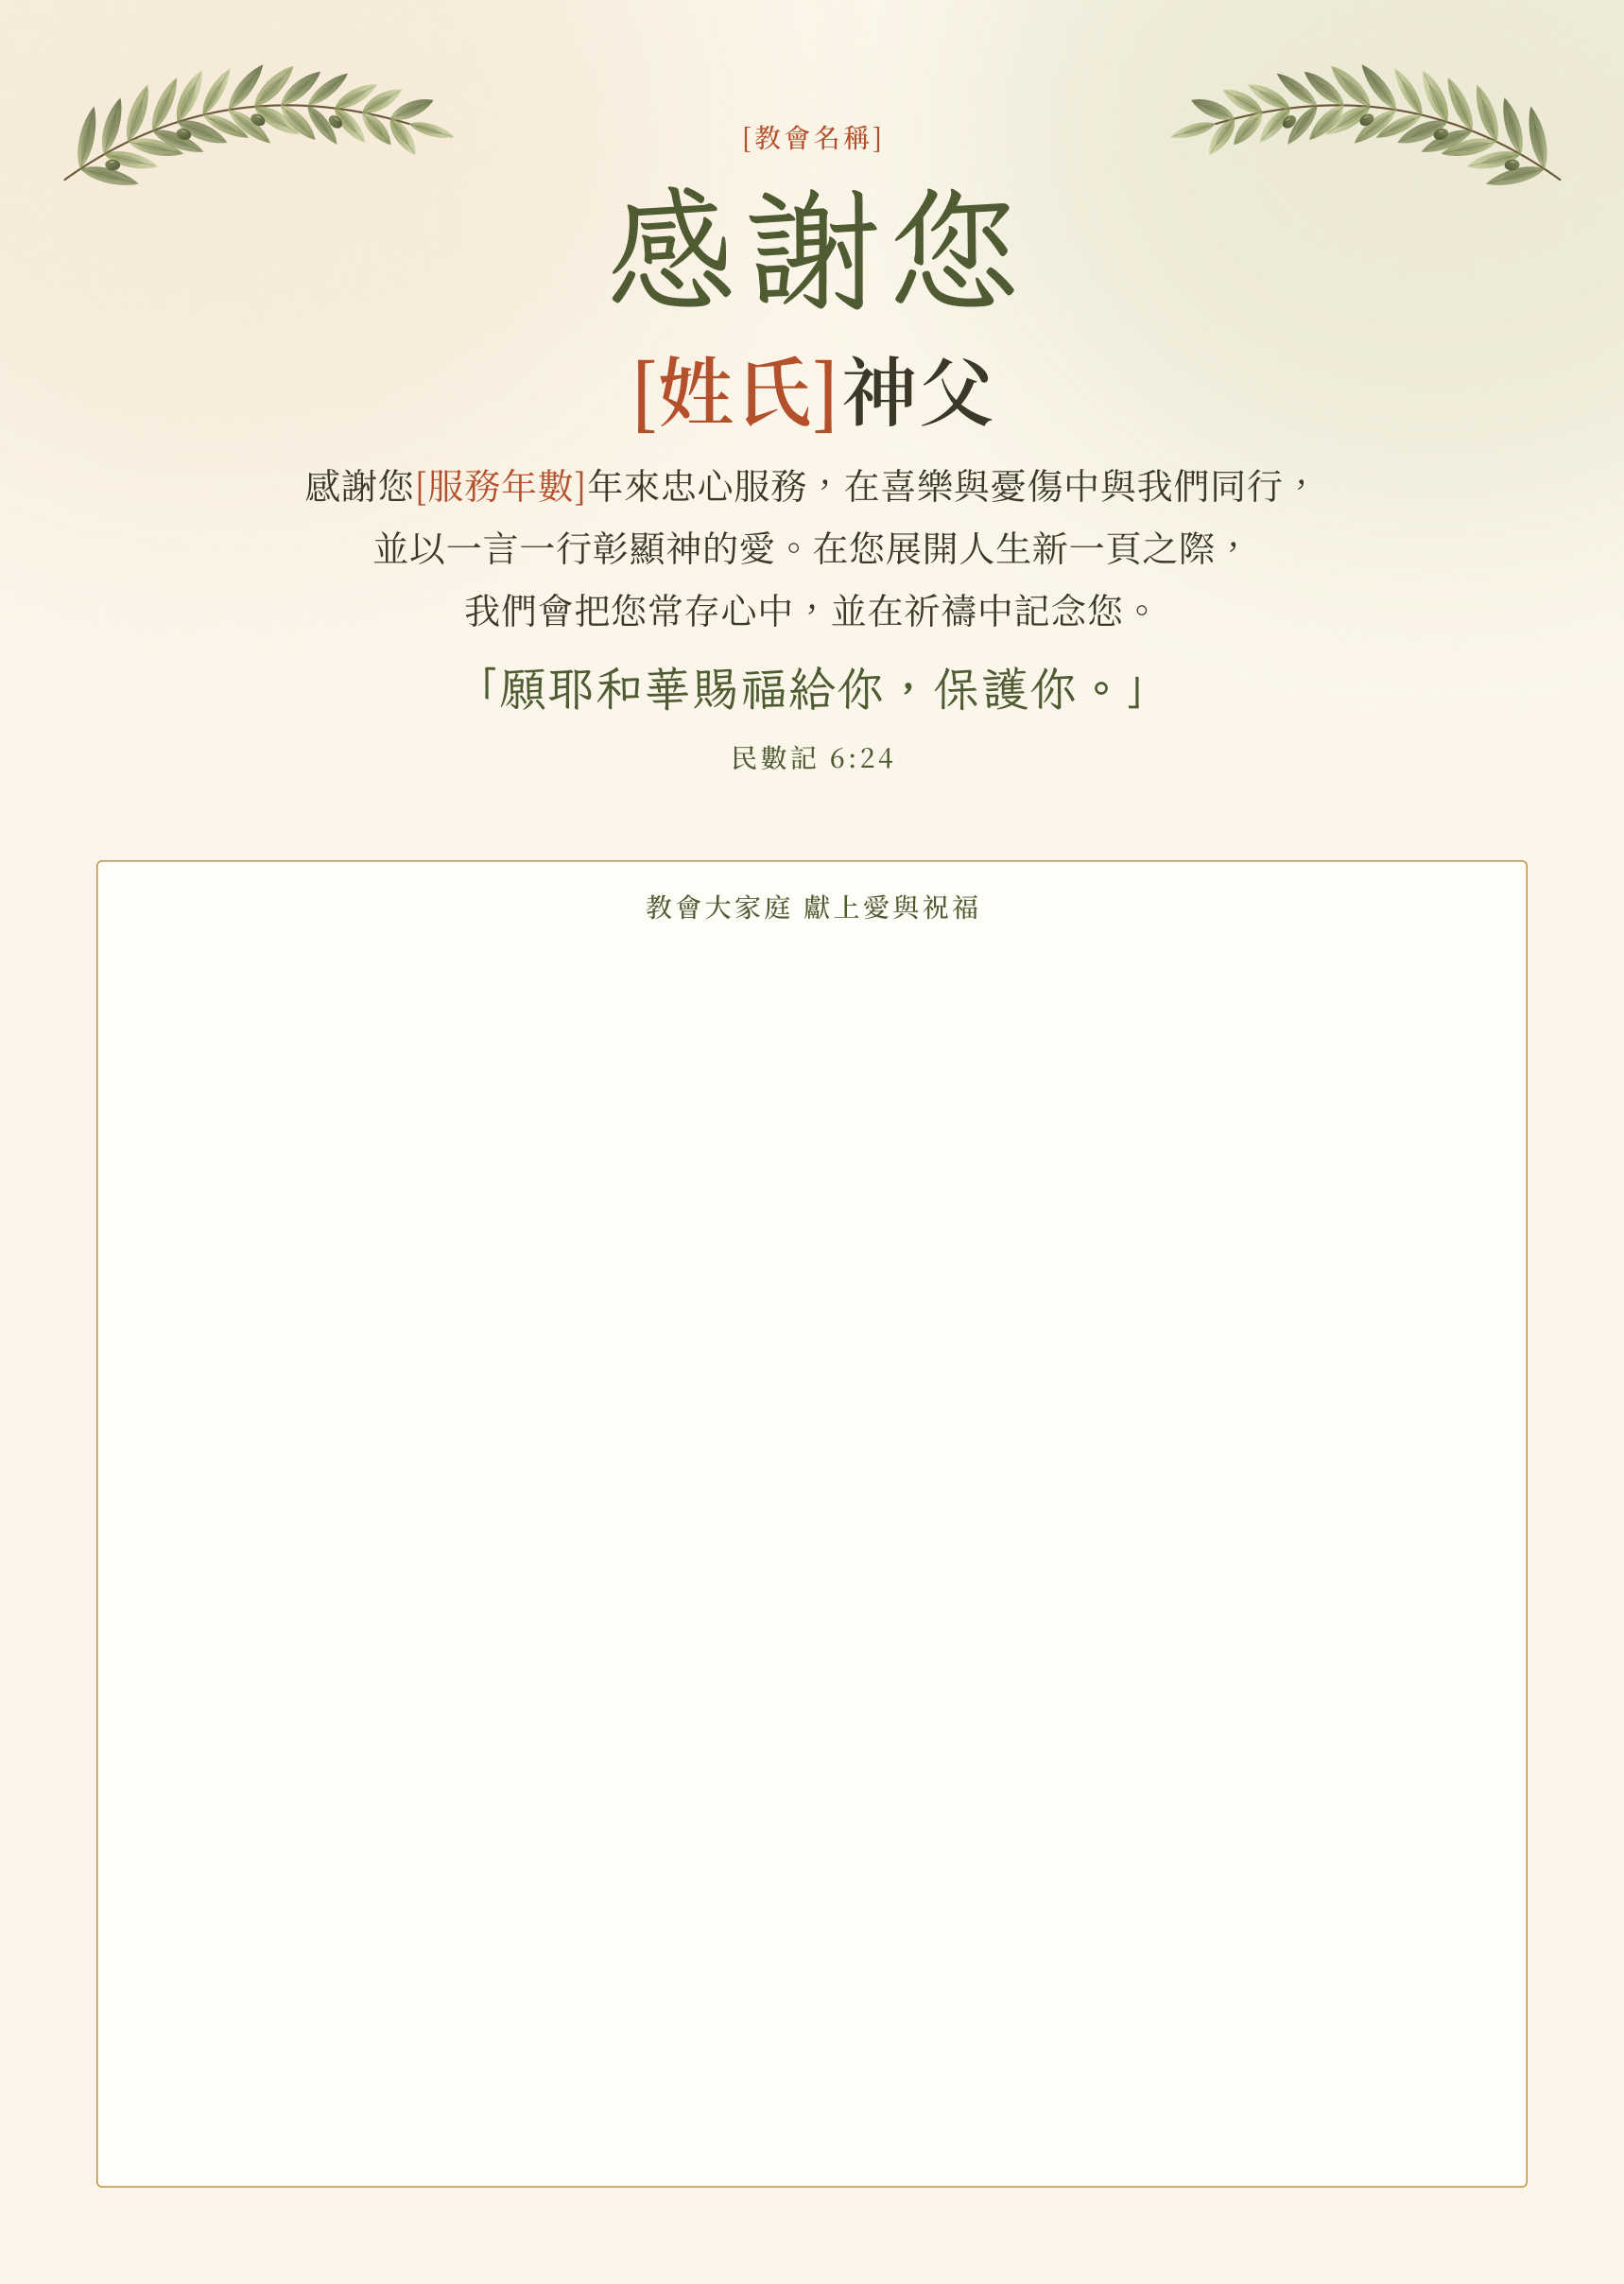 [教會名稱]
感謝您
[姓氏]神父
感謝您[服務年數]年來忠心服務，在喜樂與憂傷中與我們同行，
並以一言一行彰顯神的愛。在您展開人生新一頁之際，
我們會把您常存心中，並在祈禱中記念您。
「願耶和華賜福給你，保護你。」
民數記 6:24
教會大家庭 獻上愛與祝福